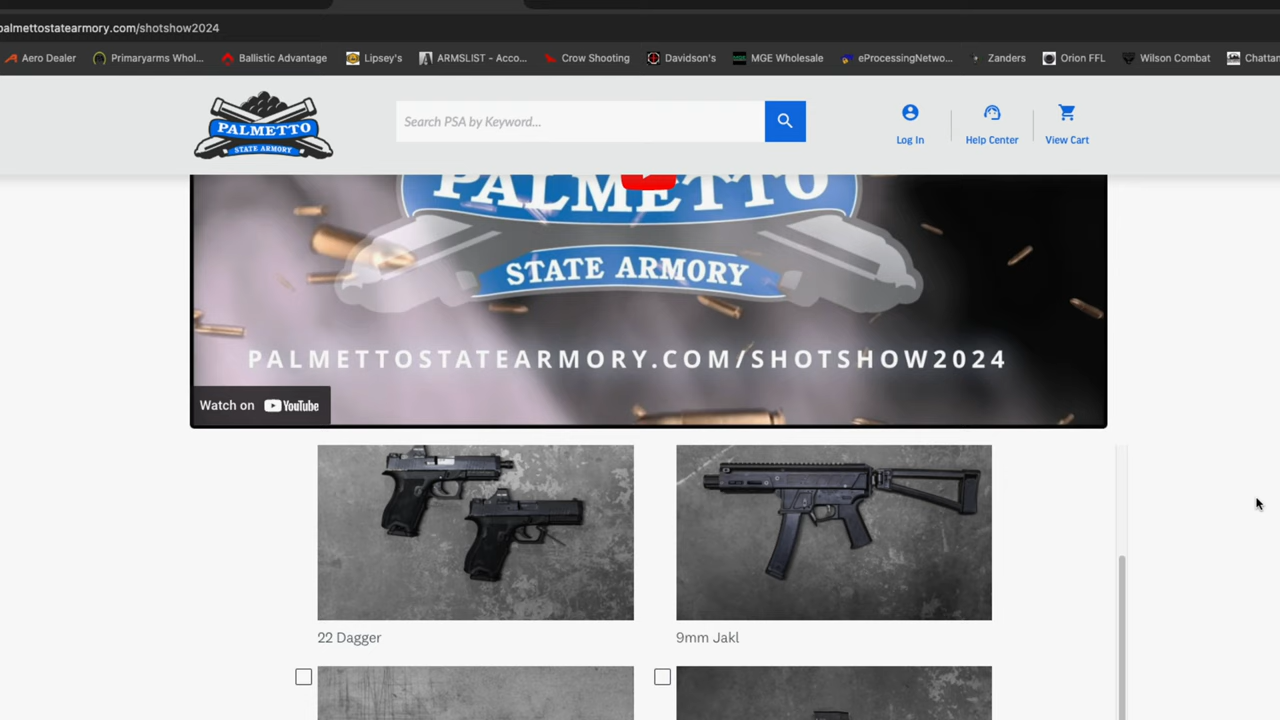 palmettostatearmory.com/shotshow2024
Aero Dealer
Primaryarms Whol...
Ballistic Advantage
Lipsey's
ARMSLIST - Acco...
Crow Shooting
Davidson's
MGE Wholesale
eProcessingNetwo...
Zanders
Orion FFL
Wilson Combat
Chattan
PALMETTO
STATE ARMORY
Search PSA by Keyword...
Log In
Help Center
View Cart
PALMETTO
STATE ARMORY
PALMETTOSTATEARMORY.COM/SHOTSHOW2024
Watch on YouTube
22 Dagger
9mm Jakl